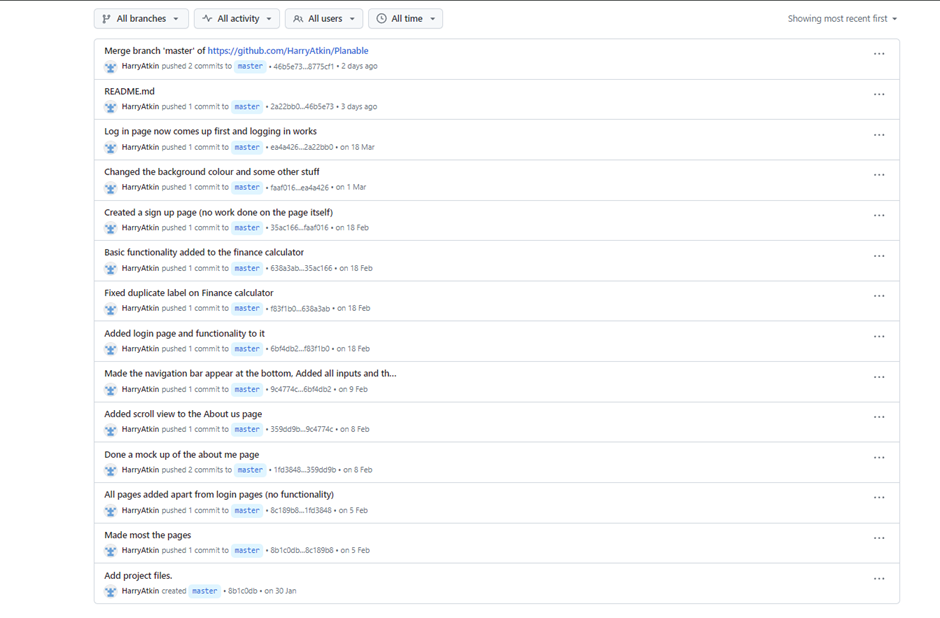 All branches All activity All users All time Showing most recent first
Merge branch 'master' of https://github.com/HarryAtkin/Planable
HarryAtkin pushed 2 commits to master • 46b5e73...8775cf1 • 2 days ago
README.md
HarryAtkin pushed 1 commit to master • 2a22bb0...46b5e73 • 3 days ago
Log in page now comes up first and logging in works
HarryAtkin pushed 1 commit to master • ea4a426...2a22bb0 • on 18 Mar
Changed the background colour and some other stuff
HarryAtkin pushed 1 commit to master • faaf016...ea4a426 • on 1 Mar
Created a sign up page (no work done on the page itself)
HarryAtkin pushed 1 commit to master • 35ac166...faaf016 • on 18 Feb
Basic functionality added to the finance calculator
HarryAtkin pushed 1 commit to master • 638a3ab...35ac166 • on 18 Feb
Fixed duplicate label on Finance calculator
HarryAtkin pushed 1 commit to master • f83f1b0...638a3ab • on 18 Feb
Added login page and functionality to it
HarryAtkin pushed 1 commit to master • 6bf4db2...f83f1b0 • on 18 Feb
Made the navigation bar appear at the bottom, Added all inputs and th...
HarryAtkin pushed 1 commit to master • 9c4774c...6bf4db2 • on 9 Feb
Added scroll view to the About us page
HarryAtkin pushed 1 commit to master • 359dd9b...9c4774c • on 8 Feb
Done a mock up of the about me page
HarryAtkin pushed 2 commits to master • 1fd3848...359dd9b • on 8 Feb
All pages added apart from login pages (no functionality)
HarryAtkin pushed 1 commit to master • 8c189b8...1fd3848 • on 5 Feb
Made most the pages
HarryAtkin pushed 1 commit to master • 8b1c0db...8c189b8 • on 5 Feb
Add project files.
HarryAtkin created master • 8b1c0db • on 30 Jan